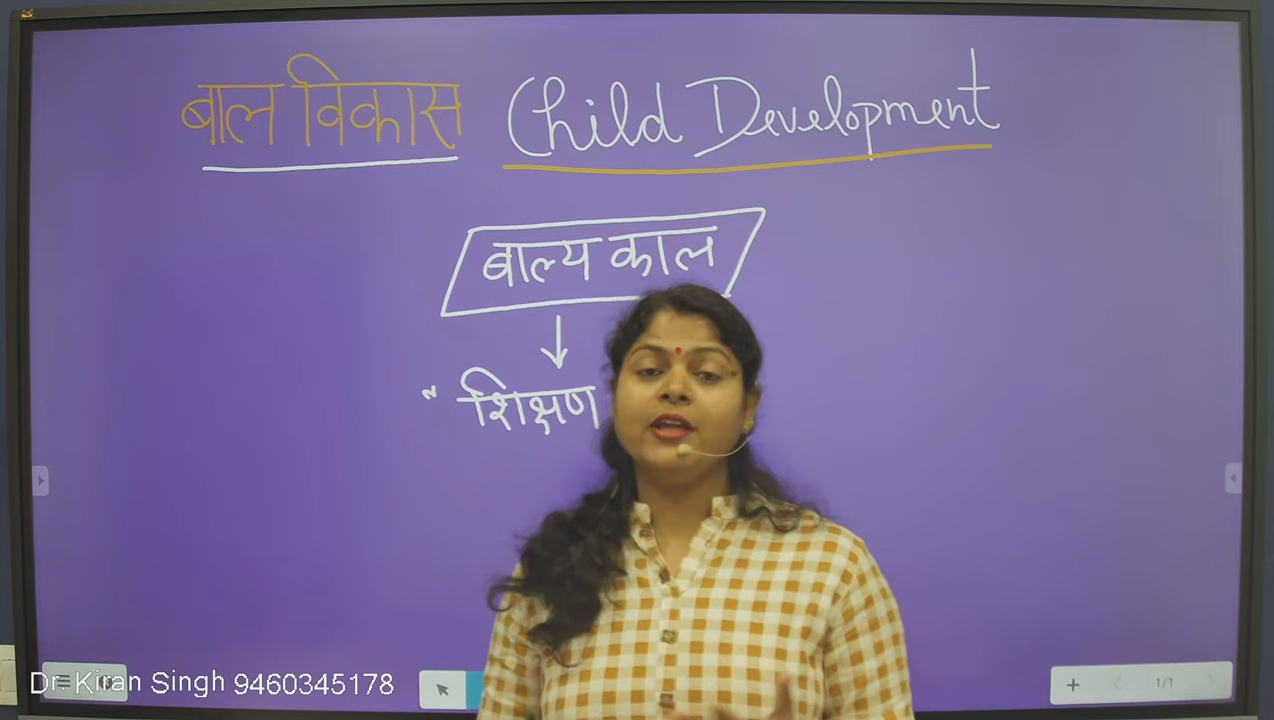 बाल विकास Child Development
बाल्य काल
" शिक्षण
Dr. Kiran Singh 9460345178
1/1